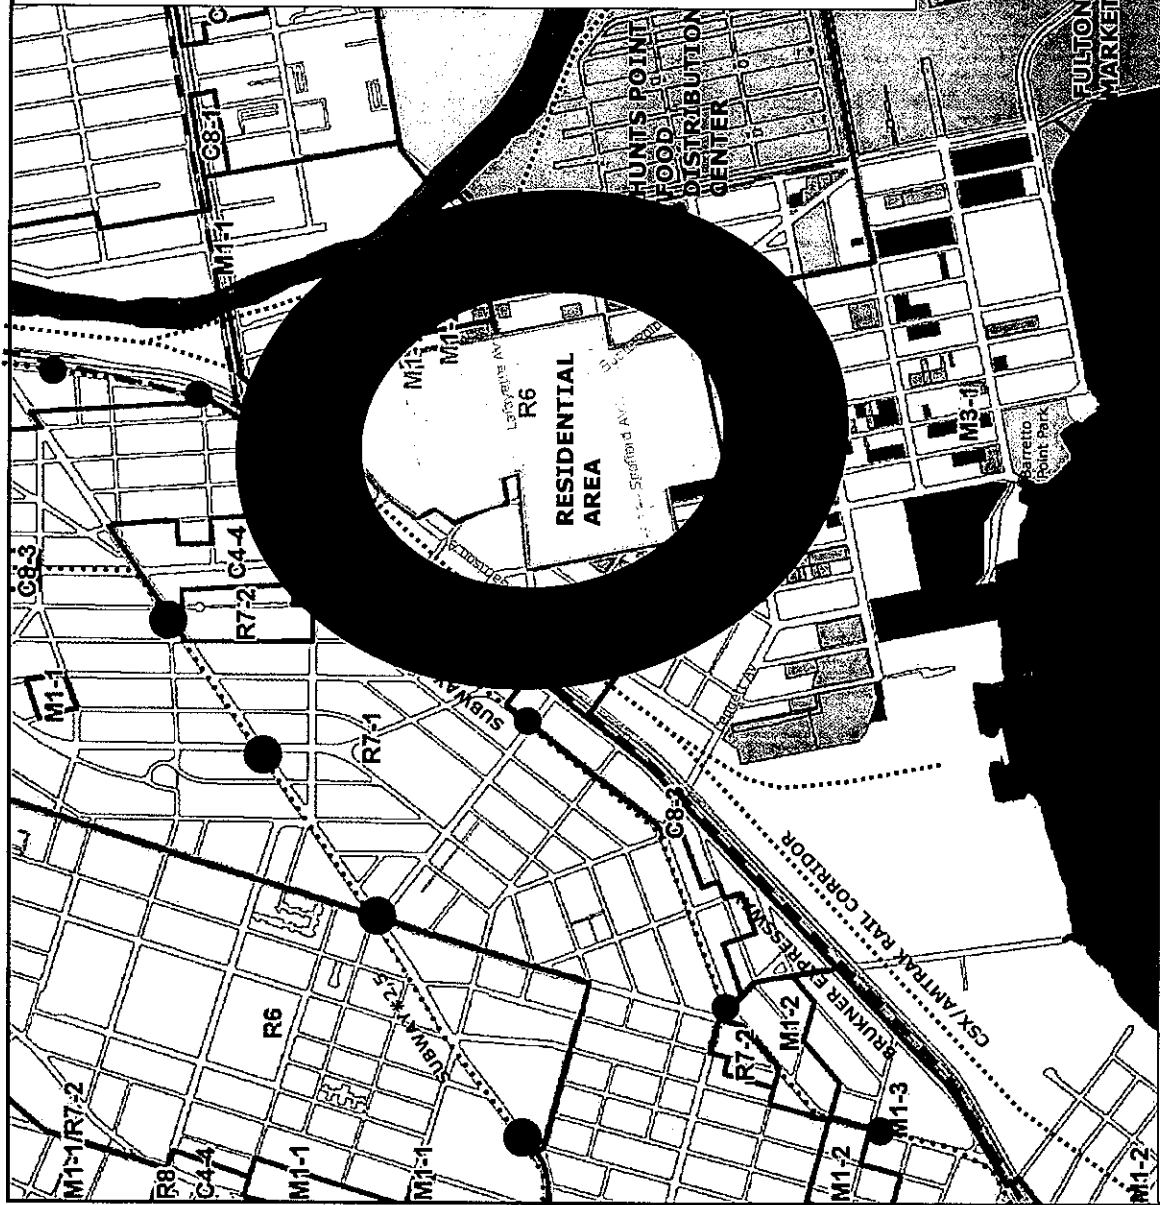 C8-1
M1-1
HUNTS POINT
FOOD
DISTRIBUTION
CENTER
FULTON
MARKET
C8-3
C4-4
R7-2
M1-1
R7-1
SUBWAY
M1-
M1-
Lafayette Av
R6
RESIDENTIAL
AREA
M3-1
Barretto
Point Park
R6
SUBWAY #2,5
C8-3
BRUKNER EXPRESSWAY
CSX/AMTRAK RAIL CORRIDOR
R7-2
M1-2
M1-3
M1-1/R7-2
R8
C4-4
M1-1
M1-1
M1-2
M1-2